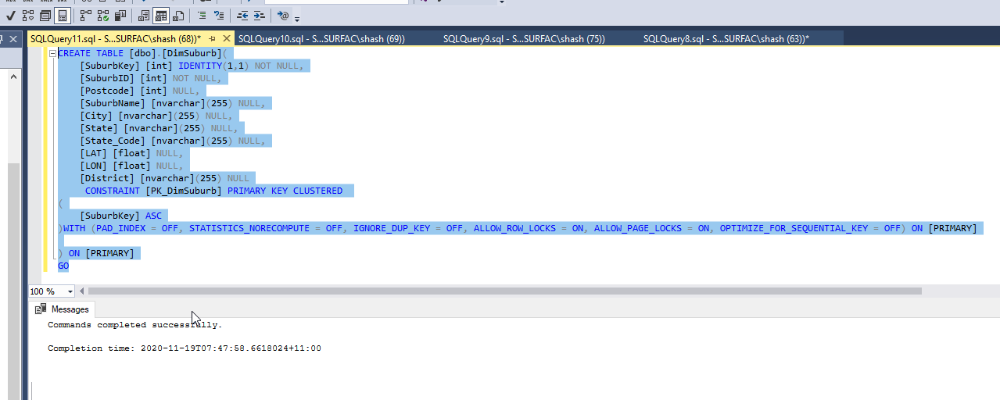 SQLQuery11.sql - S...SURFAC\shash (68))*
SQLQuery10.sql - S...SURFAC\shash (69))
SQLQuery9.sql - S...SURFAC\shash (75))
SQLQuery8.sql - S...SURFAC\shash (63))*
CREATE TABLE [dbo].[DimSuburb](
[SuburbKey] [int] IDENTITY(1,1) NOT NULL,
[SuburbID] [int] NOT NULL,
[Postcode] [int] NULL,
[SuburbName] [nvarchar](255) NULL,
[City] [nvarchar](255) NULL,
[State] [nvarchar](255) NULL,
[State_Code] [nvarchar](255) NULL,
[LAT] [float] NULL,
[LON] [float] NULL,
[District] [nvarchar](255) NULL
CONSTRAINT [PK_DimSuburb] PRIMARY KEY CLUSTERED
(
[SuburbKey] ASC
)WITH (PAD_INDEX = OFF, STATISTICS_NORECOMPUTE = OFF, IGNORE_DUP_KEY = OFF, ALLOW_ROW_LOCKS = ON, ALLOW_PAGE_LOCKS = ON, OPTIMIZE_FOR_SEQUENTIAL_KEY = OFF) ON [PRIMARY]
) ON [PRIMARY]
GO
100 %
Messages
Commands completed successfully.
Completion time: 2020-11-19T07:47:58.6618024+11:00